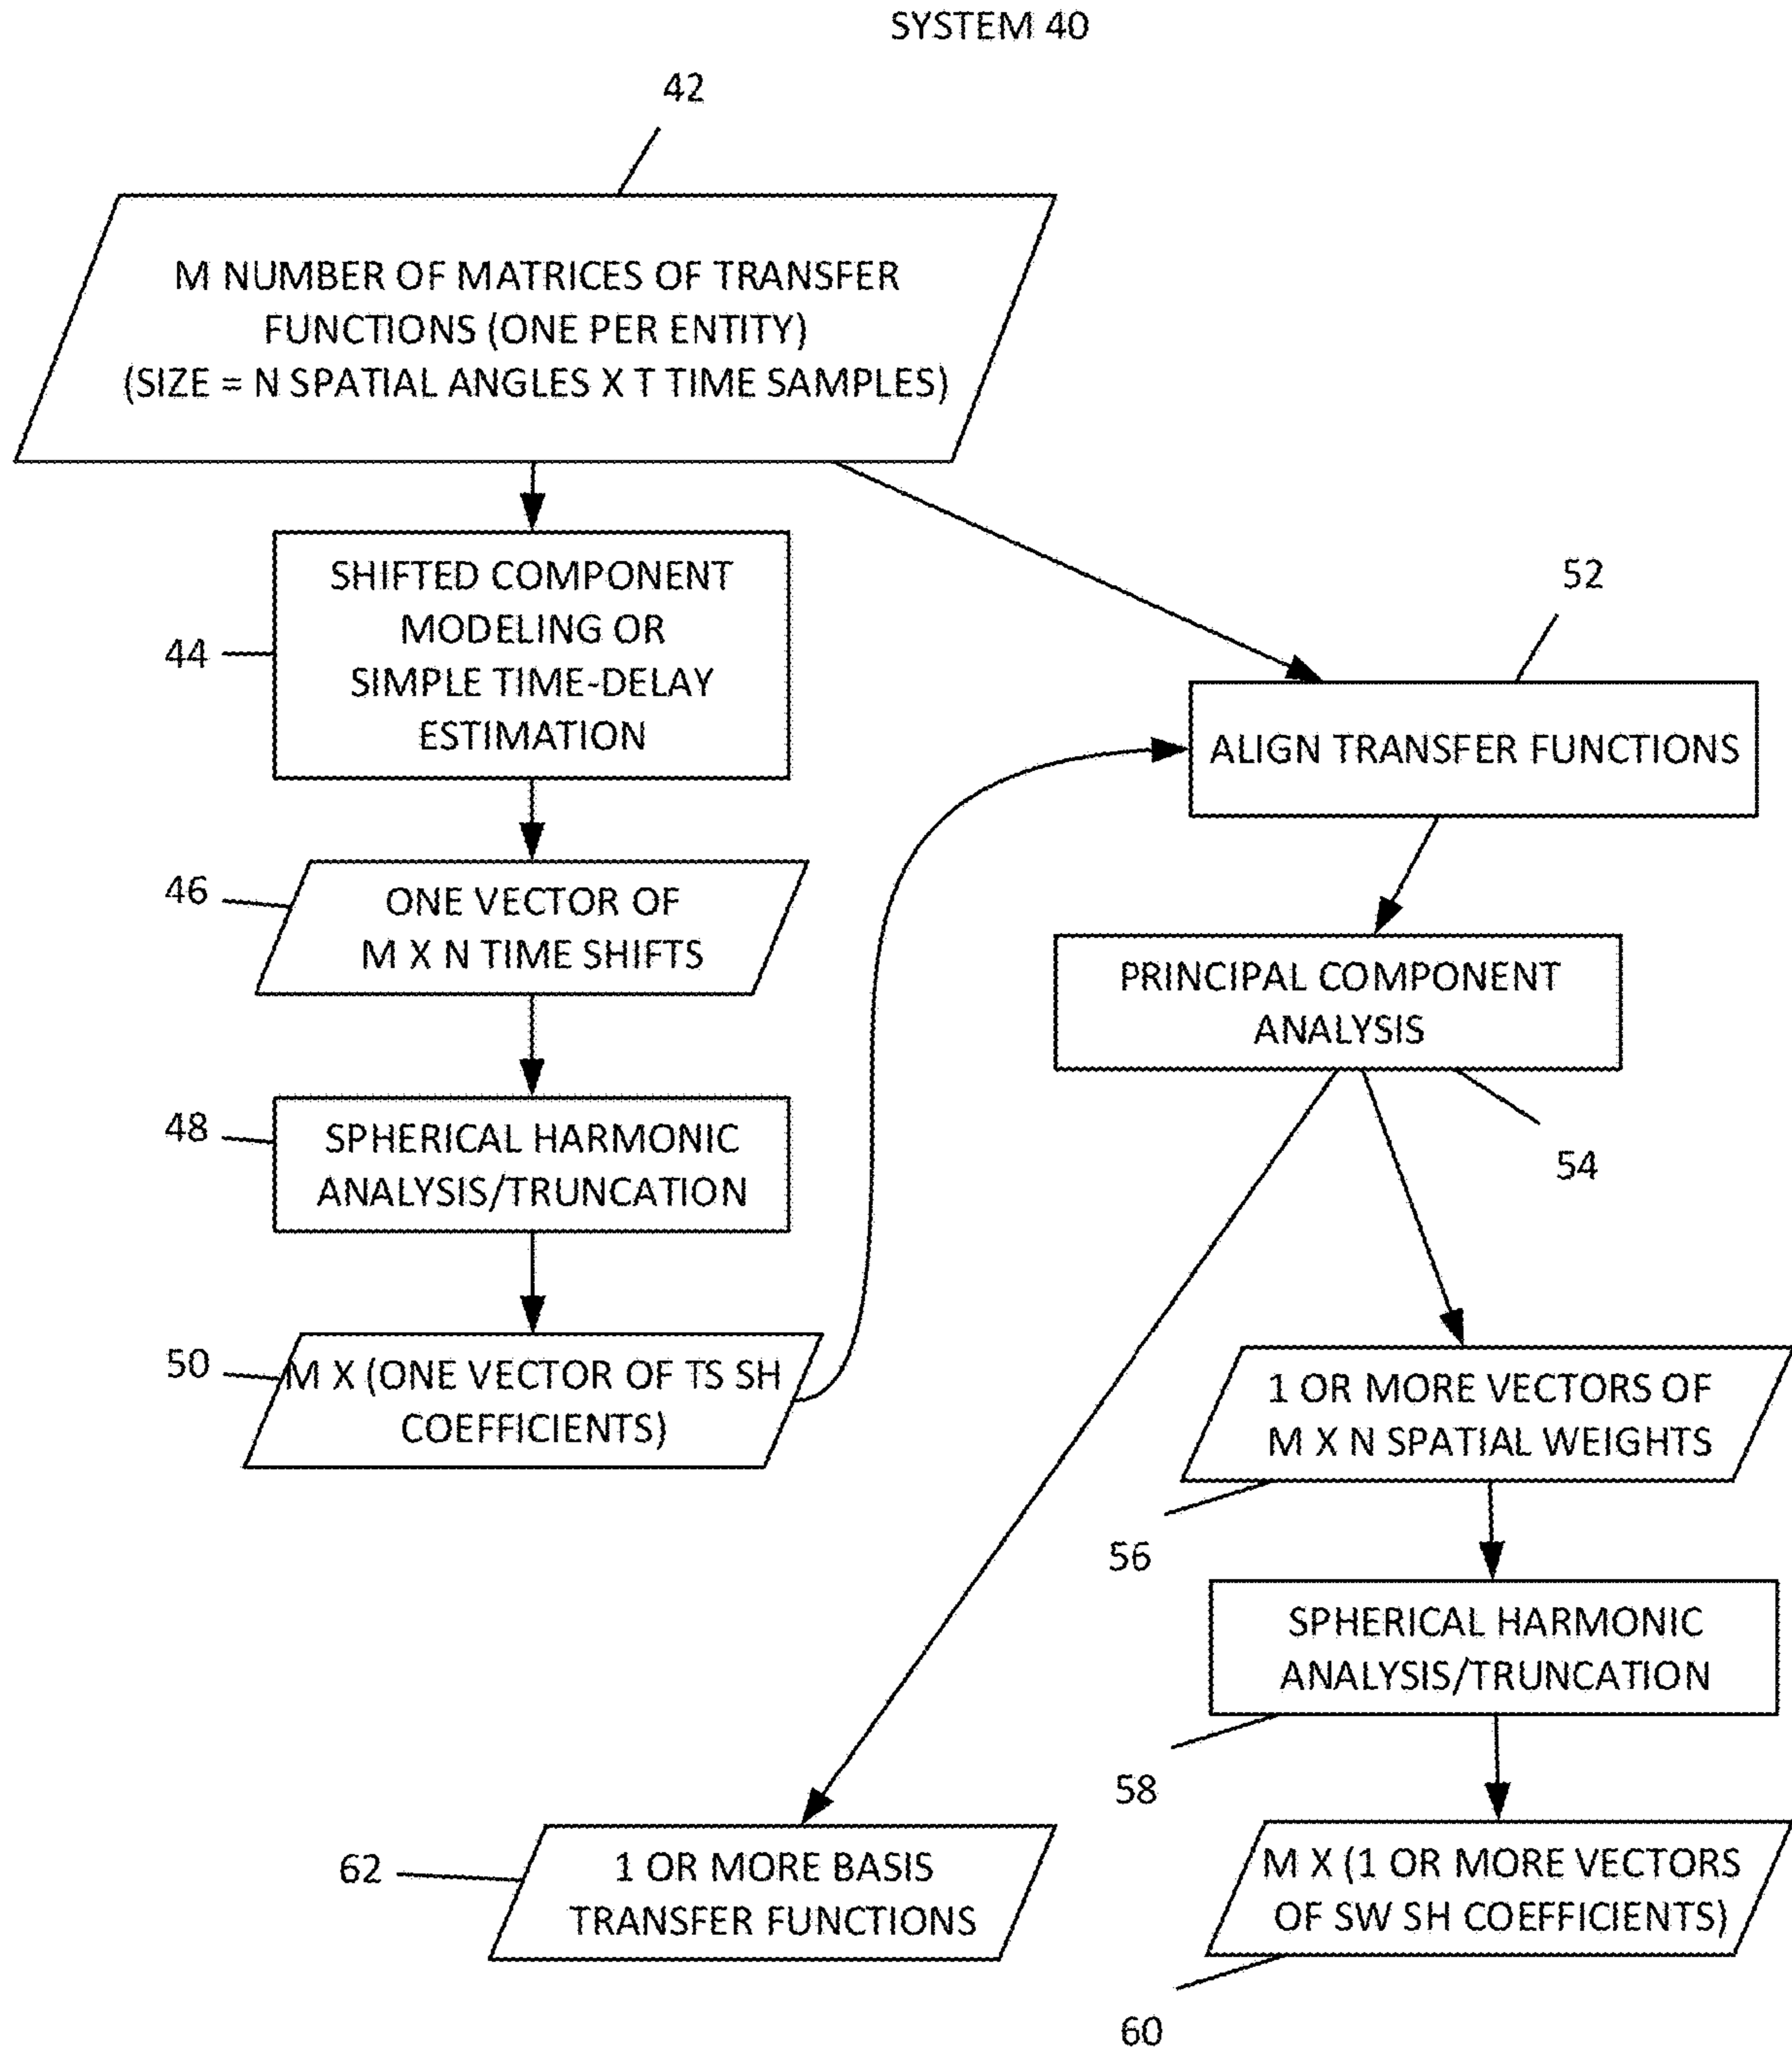 SYSTEM 40
42
M NUMBER OF MATRICES OF TRANSFER
FUNCTIONS (ONE PER ENTITY)
(SIZE = N SPATIAL ANGLES X T TIME SAMPLES)
44
SHIFTED COMPONENT
MODELING OR
SIMPLE TIME-DELAY
ESTIMATION
46
ONE VECTOR OF
M X N TIME SHIFTS
48
SPHERICAL HARMONIC
ANALYSIS/TRUNCATION
50
M X (ONE VECTOR OF TS SH
COEFFICIENTS)
52
ALIGN TRANSFER FUNCTIONS
PRINCIPAL COMPONENT
ANALYSIS
54
1 OR MORE VECTORS OF
M X N SPATIAL WEIGHTS
56
SPHERICAL HARMONIC
ANALYSIS/TRUNCATION
58
M X (1 OR MORE VECTORS
OF SW SH COEFFICIENTS)
60
62
1 OR MORE BASIS
TRANSFER FUNCTIONS